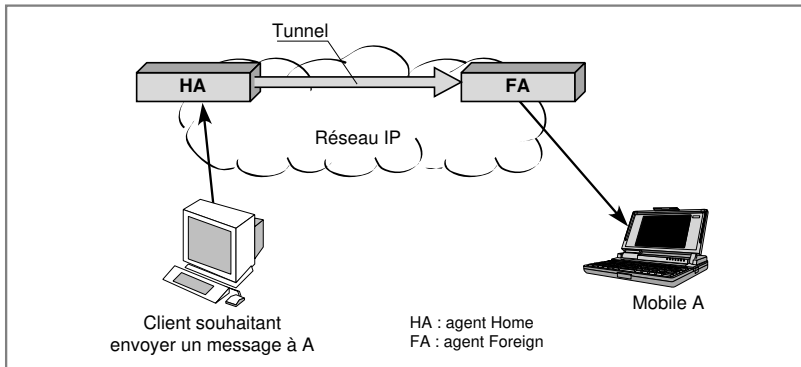 Tunnel
HA
FA
Réseau IP
Client souhaitant
envoyer un message à A
HA : agent Home
FA : agent Foreign
Mobile A